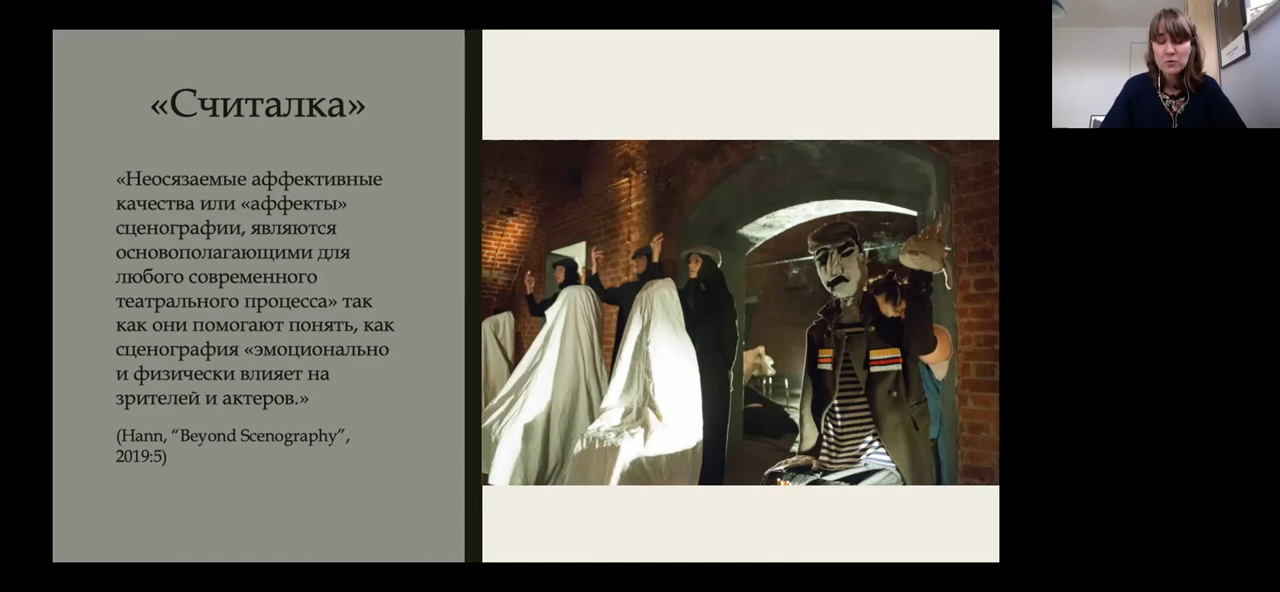 «Считалка»
«Неосязаемые аффективные
качества или «аффекты»
сценографии, являются
основополагающими для
любого современного
театрального процесса» так
как они помогают понять, как
сценография «эмоционально
и физически влияет на
зрителей и актеров.»
(Hann, “Beyond Scenography”,
2019:5)